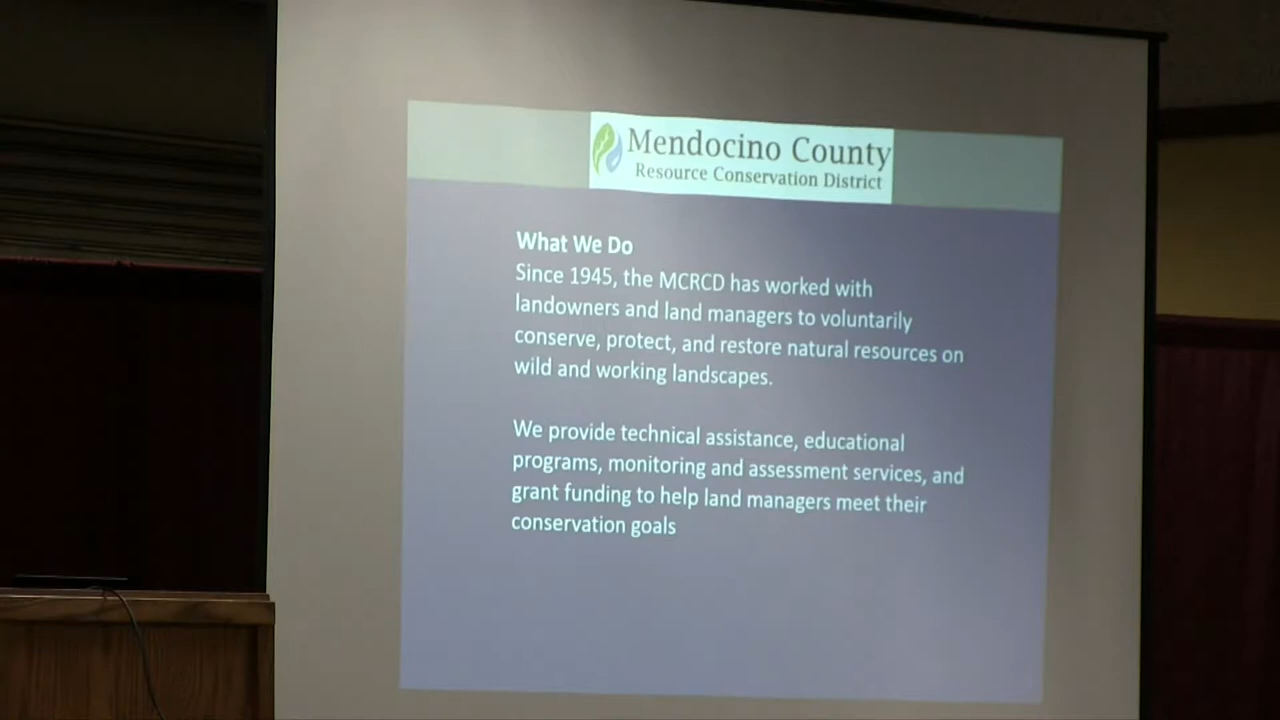 Mendocino County
Resource Conservation District
What We Do
Since 1945, the MCRCD has worked with
landowners and land managers to voluntarily
conserve, protect, and restore natural resources on
wild and working landscapes.
We provide technical assistance, educational
programs, monitoring and assessment services, and
grant funding to help land managers meet their
conservation goals